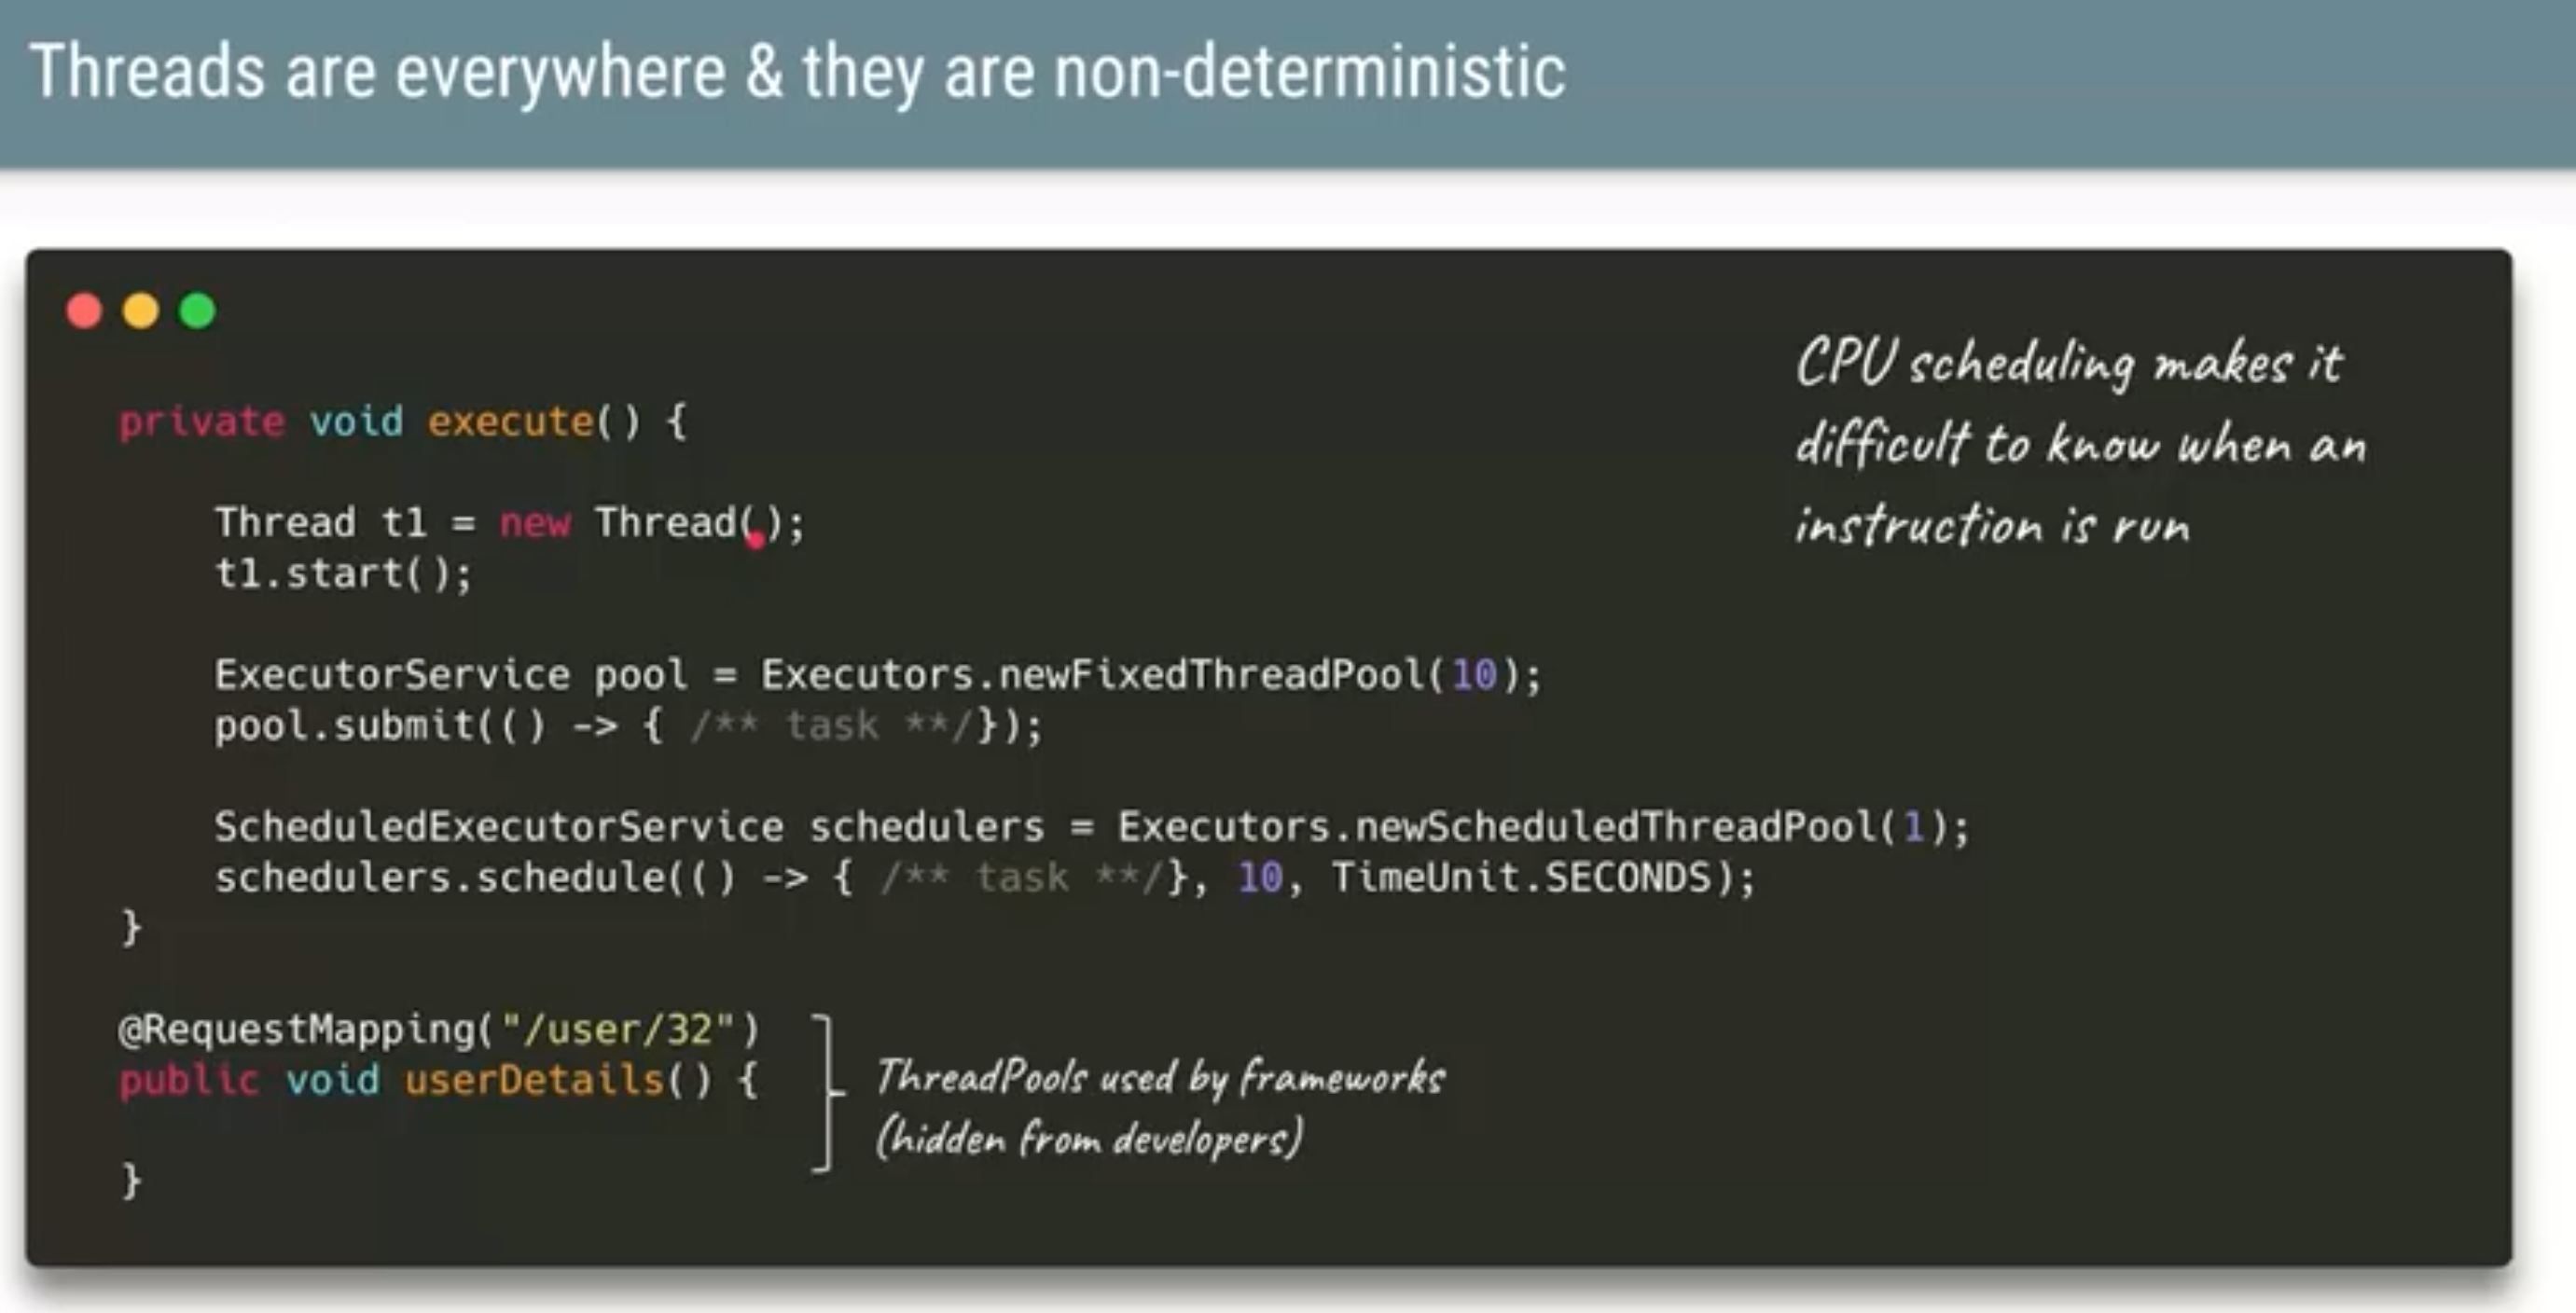 Threads are everywhere & they are non-deterministic
CPU scheduling makes it
difficult to know when an
instruction is run
private void execute() {
Thread t1 = new Thread();
t1.start();
ExecutorService pool = Executors.newFixedThreadPool(10);
pool.submit(() -> { /** task **/});
ScheduledExecutorService schedulers = Executors.newScheduledThreadPool(1);
schedulers.schedule(() -> { /** task **/}, 10, TimeUnit.SECONDS);
}
@RequestMapping("/user/32")
public void userDetails() {
}
ThreadPools used by frameworks
(hidden from developers)